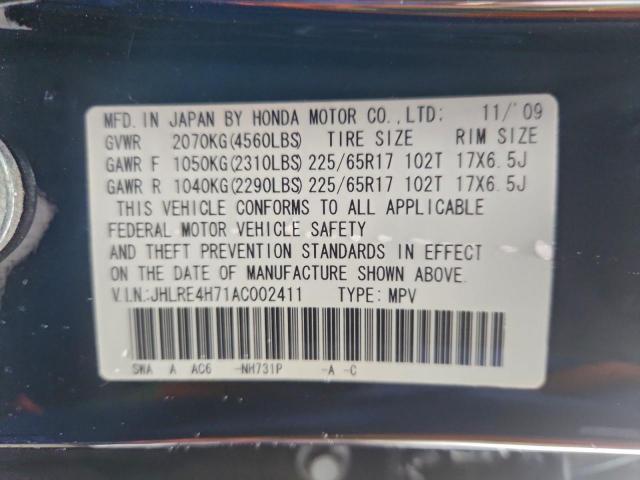 MFD. IN JAPAN BY HONDA MOTOR CO.,LTD: 11/'09
GVWR 2070KG(4560LBS) TIRE SIZE RIM SIZE
GAWR F 1050KG(2310LBS) 225/65R17 102T 17X6.5J
GAWR R 1040KG(2290LBS) 225/65R17 102T 17X6.5J
THIS VEHICLE CONFORMS TO ALL APPLICABLE
FEDERAL MOTOR VEHICLE SAFETY
AND THEFT PREVENTION STANDARDS IN EFFECT
ON THE DATE OF MANUFACTURE SHOWN ABOVE.
V.I.N.:JHLRE4H71AC002411 TYPE: MPV
SWA A AC6 -NH731P -A -C